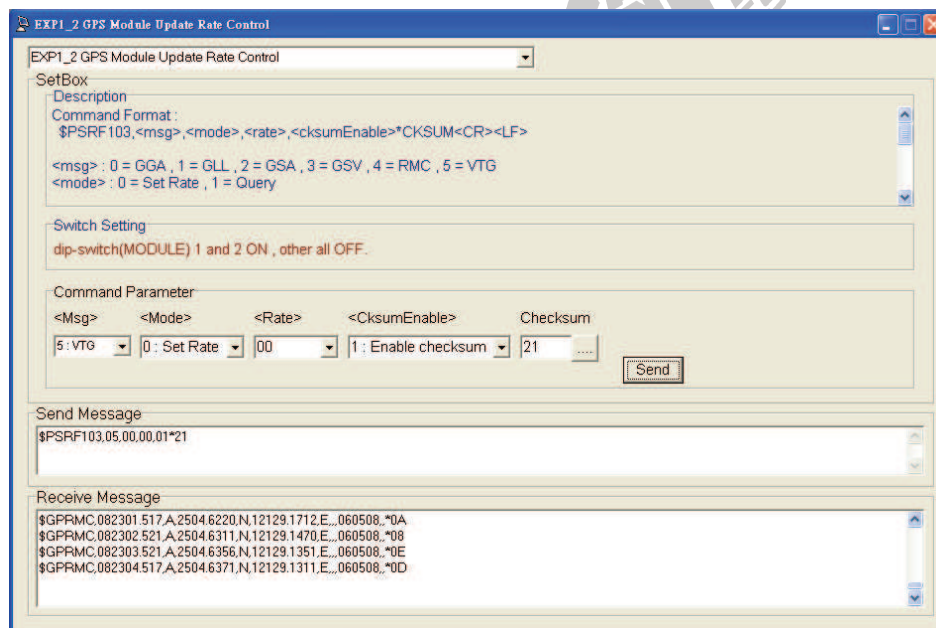 EXP1_2 GPS Module Update Rate Control
EXP1_2 GPS Module Update Rate Control
SetBox
Description
Command Format :
$PSRF103,<msg>,<mode>,<rate>,<cksumEnable>*CKSUM<CR><LF>
<msg> : 0 = GGA , 1 = GLL , 2 = GSA , 3 = GSV , 4 = RMC , 5 = VTG
<mode> : 0 = Set Rate , 1 = Query
Switch Setting
dip-switch(MODULE) 1 and 2 ON , other all OFF.
Command Parameter
<Msg> <Mode> <Rate> <CksumEnable> Checksum
5 : VTG 0 : Set Rate 00 1 : Enable checksum 21 ....
Send
Send Message
$PSRF103,05,00,00,01*21
Receive Message
$GPRMC,082301.517,A,2504.6220,N,12129.1712,E,,,060508,,*0A
$GPRMC,082302.521,A,2504.6311,N,12129.1470,E,,,060508,,*08
$GPRMC,082303.521,A,2504.6356,N,12129.1351,E,,,060508,,*0E
$GPRMC,082304.517,A,2504.6371,N,12129.1311,E,,,060508,,*0D